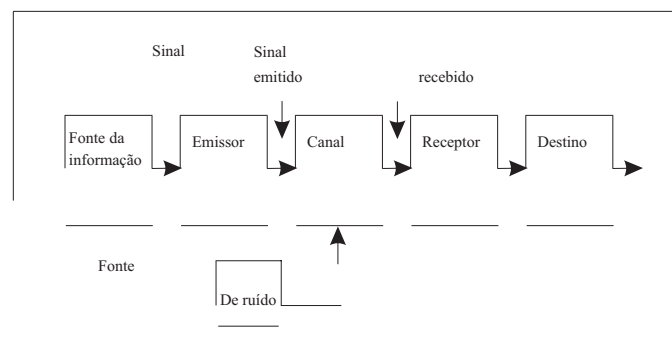 Sinal
Sinal
emitido
recebido
Fonte da
informação
Emissor
Canal
Receptor
Destino
Fonte
De ruído